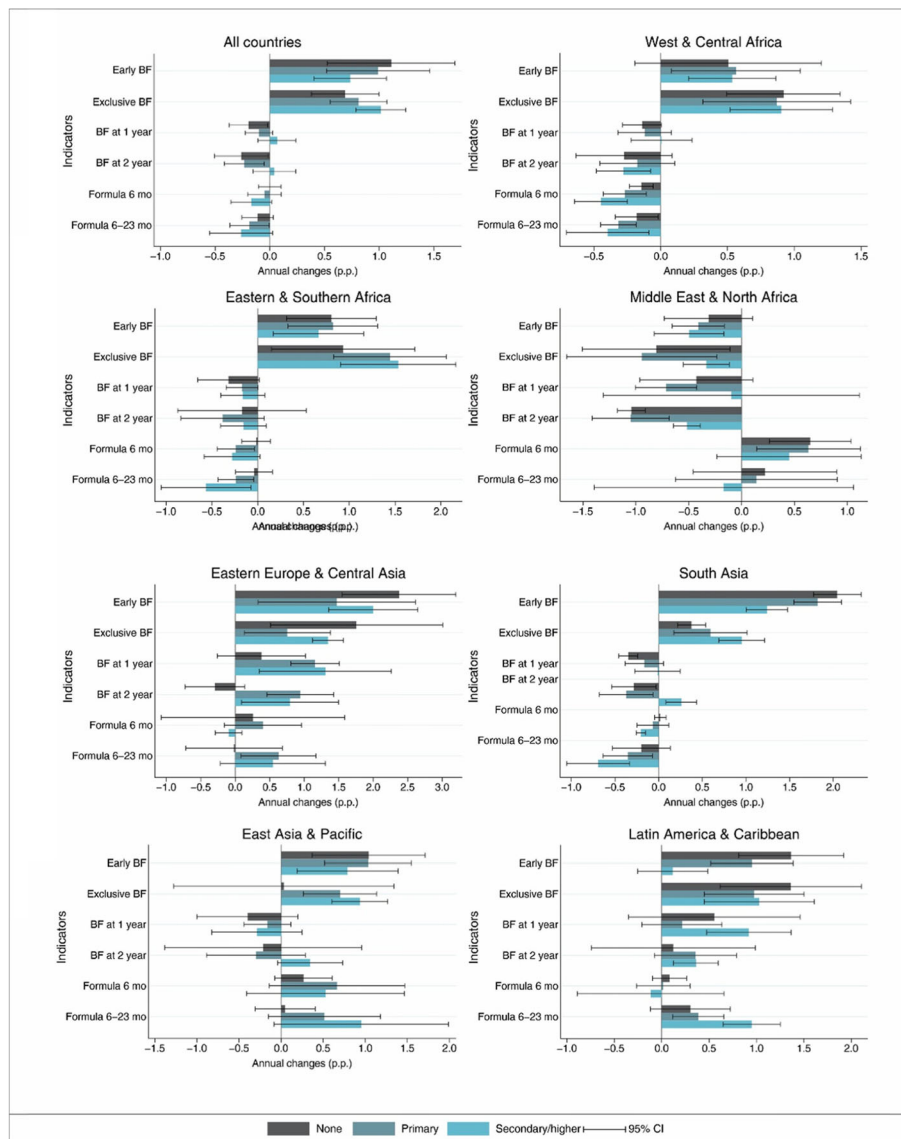 All countries
Early BF
Exclusive BF
BF at 1 year
BF at 2 year
Formula 6 mo
Formula 6–23 mo
Indicators
−1.0 −0.5 0.0 0.5 1.0 1.5
Annual changes (p.p.)
West & Central Africa
Early BF
Exclusive BF
BF at 1 year
BF at 2 year
Formula 6 mo
Formula 6–23 mo
Indicators
−0.5 0.0 0.5 1.0 1.5
Annual changes (p.p.)
Eastern & Southern Africa
Early BF
Exclusive BF
BF at 1 year
BF at 2 year
Formula 6 mo
Formula 6–23 mo
Indicators
−1.0 −0.5 0.0 0.5 1.0 1.5 2.0
Annual changes (p.p.)
Middle East & North Africa
Early BF
Exclusive BF
BF at 1 year
BF at 2 year
Formula 6 mo
Formula 6–23 mo
Indicators
−1.5 −1.0 −0.5 0.0 0.5 1.0
Annual changes (p.p.)
Eastern Europe & Central Asia
Early BF
Exclusive BF
BF at 1 year
BF at 2 year
Formula 6 mo
Formula 6–23 mo
Indicators
−1.0 −0.5 0.0 0.5 1.0 1.5 2.0 2.5 3.0
Annual changes (p.p.)
South Asia
Early BF
Exclusive BF
BF at 1 year
BF at 2 year
Formula 6 mo
Formula 6–23 mo
Indicators
−1.0 −0.5 0.0 0.5 1.0 1.5 2.0
Annual changes (p.p.)
East Asia & Pacific
Early BF
Exclusive BF
BF at 1 year
BF at 2 year
Formula 6 mo
Formula 6–23 mo
Indicators
−1.5 −1.0 −0.5 0.0 0.5 1.0 1.5 2.0
Annual changes (p.p.)
Latin America & Caribbean
Early BF
Exclusive BF
BF at 1 year
BF at 2 year
Formula 6 mo
Formula 6–23 mo
Indicators
−1.0 −0.5 0.0 0.5 1.0 1.5 2.0
Annual changes (p.p.)
None Primary Secondary/higher 95% CI